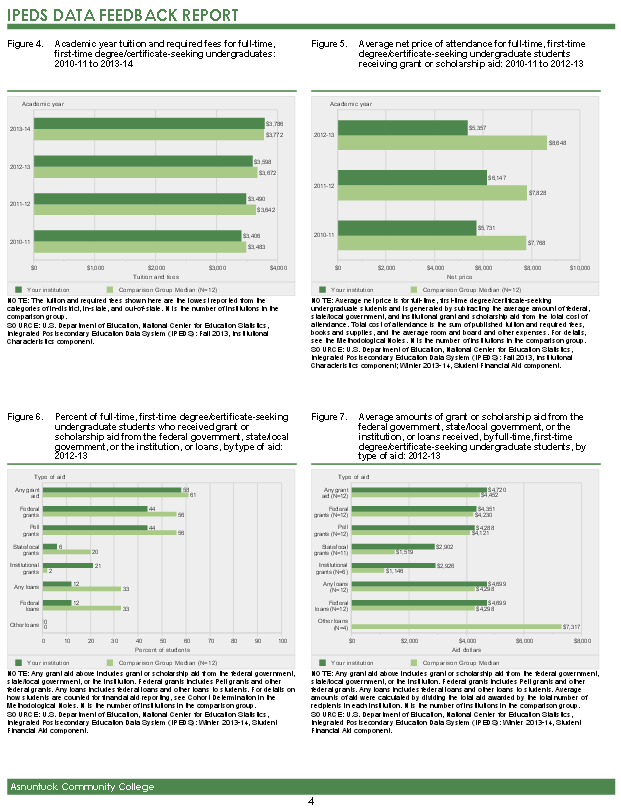 IPEDS DATA FEEDBACK REPORT
Figure 4. Academic year tuition and required fees for full-time,
first-time degree/certificate-seeking undergraduates:
2010-11 to 2013-14
Academic year
2013-14 $3,786
$3,772
2012-13 $3,598
$3,672
2011-12 $3,490
$3,642
2010-11 $3,406
$3,483
$0 $1,000 $2,000 $3,000 $4,000
Tuition and fees
Your institution Comparison Group Median (N=12)
NOTE: The tuition and required fees shown here are the lowest reported from the
categories of in-district, in-state, and out-of-state. N is the number of institutions in the
comparison group.
SOURCE: U.S. Department of Education, National Center for Education Statistics,
Integrated Postsecondary Education Data System (IPEDS): Fall 2013, Institutional
Characteristics component.
Figure 5. Average net price of attendance for full-time, first-time
degree/certificate-seeking undergraduate students
receiving grant or scholarship aid: 2010-11 to 2012-13
Academic year
2012-13 $5,357
$8,648
2011-12 $6,147
$7,828
2010-11 $5,731
$7,768
$0 $2,000 $4,000 $6,000 $8,000 $10,000
Net price
Your institution Comparison Group Median (N=12)
NOTE: Average net price is for full-time, first-time degree/certificate-seeking
undergraduate students and is generated by subtracting the average amount of federal,
state/local government, and institutional grant and scholarship aid from the total cost of
attendance. Total cost of attendance is the sum of published tuition and required fees,
books and supplies, and the average room and board and other expenses. For details,
see the Methodological Notes. N is the number of institutions in the comparison group.
SOURCE: U.S. Department of Education, National Center for Education Statistics,
Integrated Postsecondary Education Data System (IPEDS): Fall 2013, Institutional
Characteristics component; Winter 2013-14, Student Financial Aid component.
Figure 6. Percent of full-time, first-time degree/certificate-seeking
undergraduate students who received grant or
scholarship aid from the federal government, state/local
government, or the institution, or loans, by type of aid:
2012-13
Type of aid
Any grant aid 58
61
Federal grants 44
56
Pell grants 44
56
State/local grants 6
20
Institutional grants 21
2
Any loans 12
33
Federal loans 12
33
Other loans 0
0
0 10 20 30 40 50 60 70 80 90 100
Percent of students
Your institution Comparison Group Median (N=12)
NOTE: Any grant aid above includes grant or scholarship aid from the federal government,
state/local government, or the institution. Federal grants includes Pell grants and other
federal grants. Any loans includes federal loans and other loans to students. For details on
how students are counted for financial aid reporting, see Cohort Determination in the
Methodological Notes. N is the number of institutions in the comparison group.
SOURCE: U.S. Department of Education, National Center for Education Statistics,
Integrated Postsecondary Education Data System (IPEDS): Winter 2013-14, Student
Financial Aid component.
Figure 7. Average amounts of grant or scholarship aid from the
federal government, state/local government, or the
institution, or loans received, by full-time, first-time
degree/certificate-seeking undergraduate students, by
type of aid: 2012-13
Type of aid
Any grant aid (N=12) $4,720
$4,462
Federal grants (N=12) $4,351
$4,230
Pell grants (N=12) $4,288
$4,121
State/local grants (N=11) $2,902
$1,519
Institutional grants (N=6) $2,926
$1,146
Any loans (N=12) $4,699
$4,298
Federal loans (N=12) $4,699
$4,298
Other loans (N=4) $7,317
$0 $2,000 $4,000 $6,000 $8,000
Aid dollars
Your institution Comparison Group Median (N=12)
NOTE: Any grant aid above includes grant or scholarship aid from the federal government,
state/local government, or the institution. Federal grants includes Pell grants and other
federal grants. Any loans includes federal loans and other loans to students. Average
amounts of aid were calculated by dividing the total aid awarded by the total number of
recipients in each institution. N is the number of institutions in the comparison group.
SOURCE: U.S. Department of Education, National Center for Education Statistics,
Integrated Postsecondary Education Data System (IPEDS): Winter 2013-14, Student
Financial Aid component.
Asnuntuck Community College
4